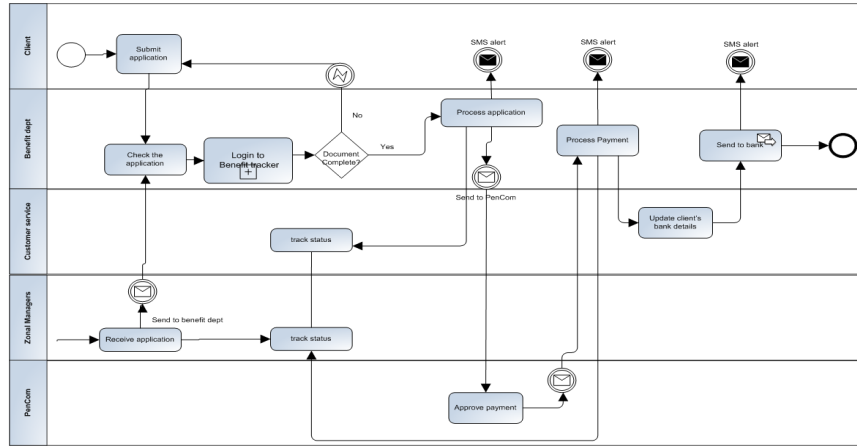 Client
Submit
application
SMS alert
SMS alert
SMS alert
No
Benefit dept
Check the
application
Login to
Benefit tracker
Document
Complete?
Yes
Process application
Send to PenCom
Process Payment
Send to bank
Customer service
track status
Update client's
bank details
Zonal Managers
Send to benefit dept
Receive application
track status
PenCom
Approve payment